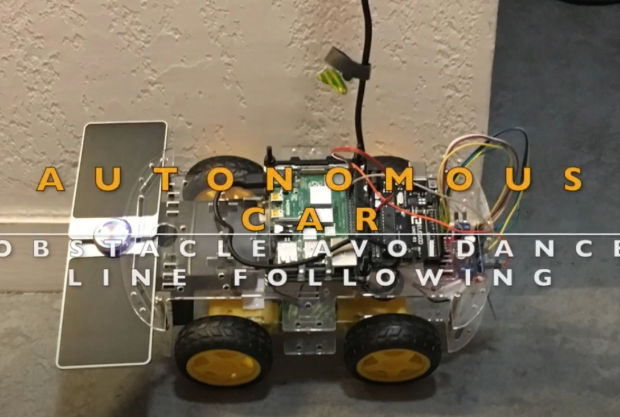 AUTONOMOUS
CAR
OBSTACLE AVOIDANCE
LINE FOLLOWING